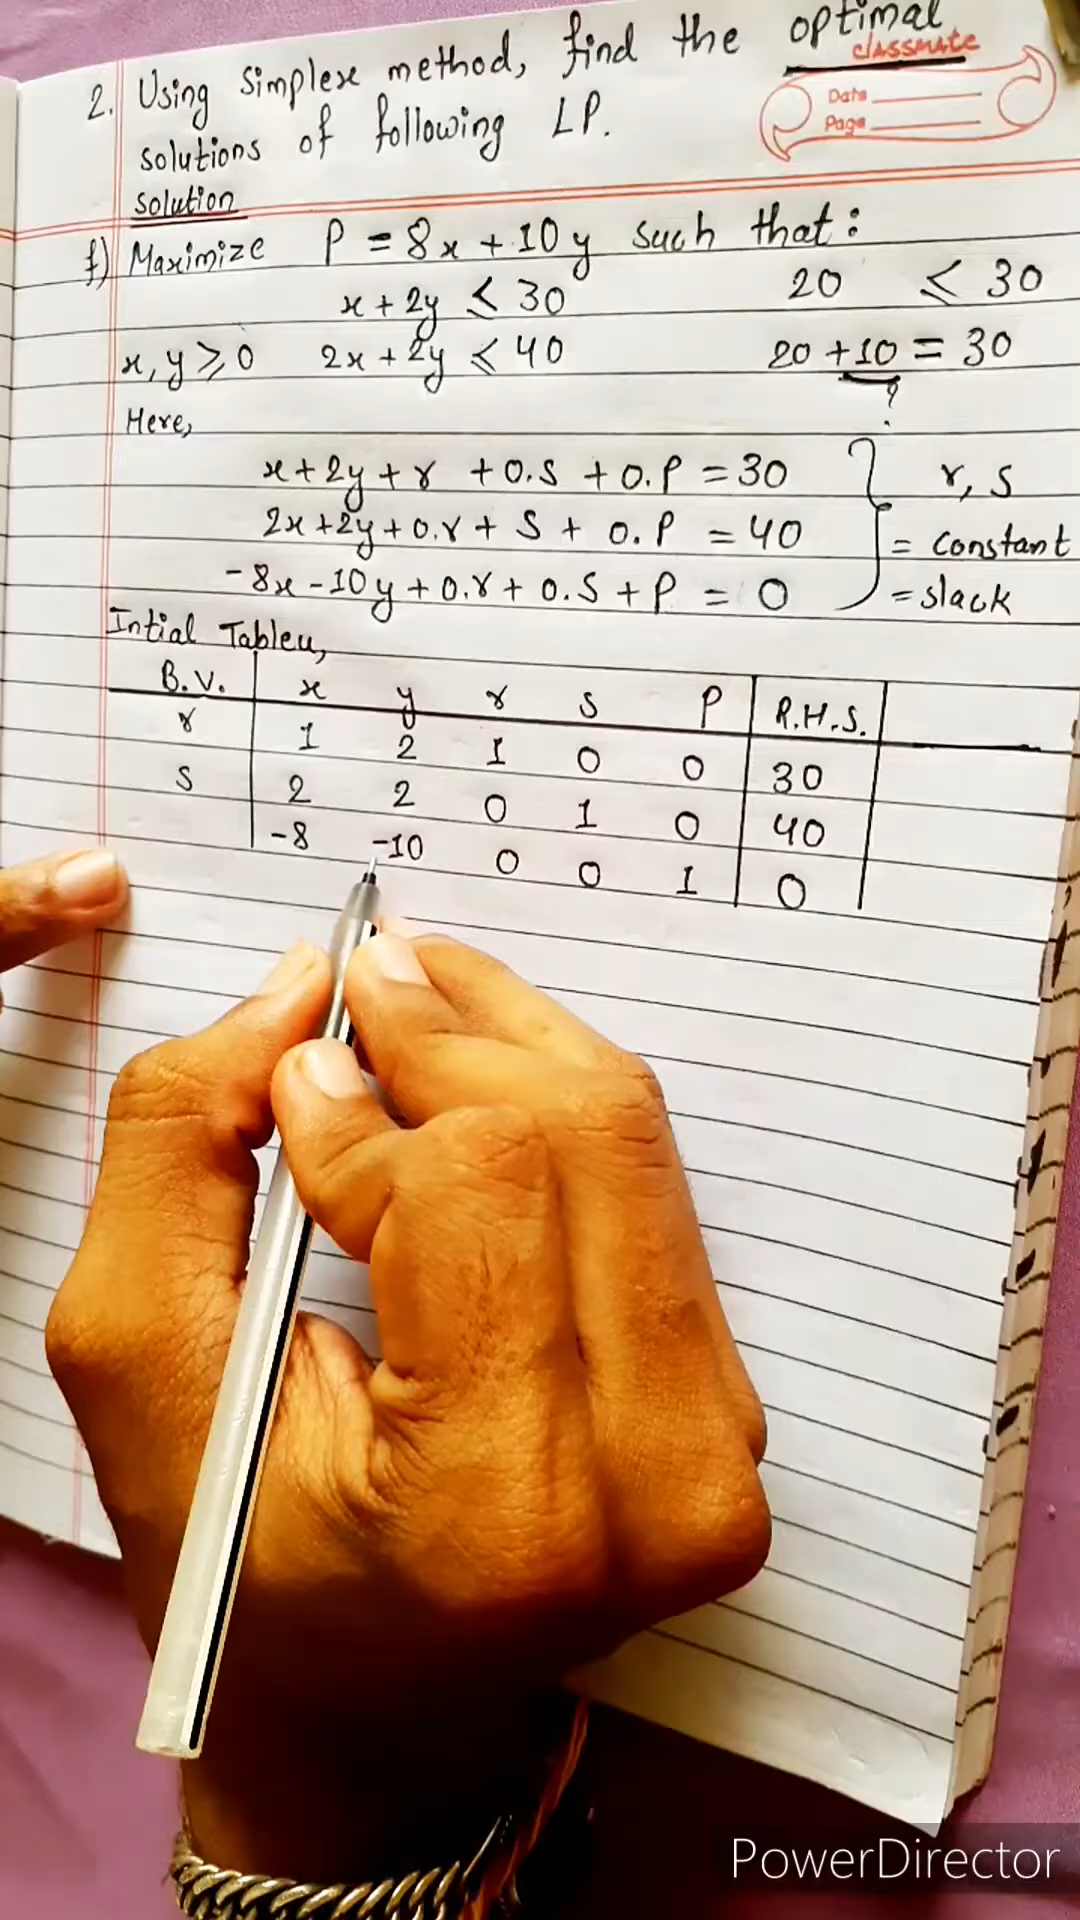 2. Using Simplex method, find the optimal
classmate
Date
Page
solutions of following LP.
solution
f) Maximize P = 8x + 10y such that:
x + 2y ≤ 30 20 ≤ 30
x, y ≥ 0 2x + 2y ≤ 40 20 + 10 = 30
?
Here,
x + 2y + r + 0.S + 0.P = 30 r, s
2x + 2y + 0.r + S + 0.P = 40 = constant
-8x - 10y + 0.r + 0.S + P = 0 = slack
Intial Tableu,
B.V. x y r s P R.H.S.
r 1 2 1 0 0 30
S 2 2 0 1 0 40
-8 -10 0 0 1 0
PowerDirector